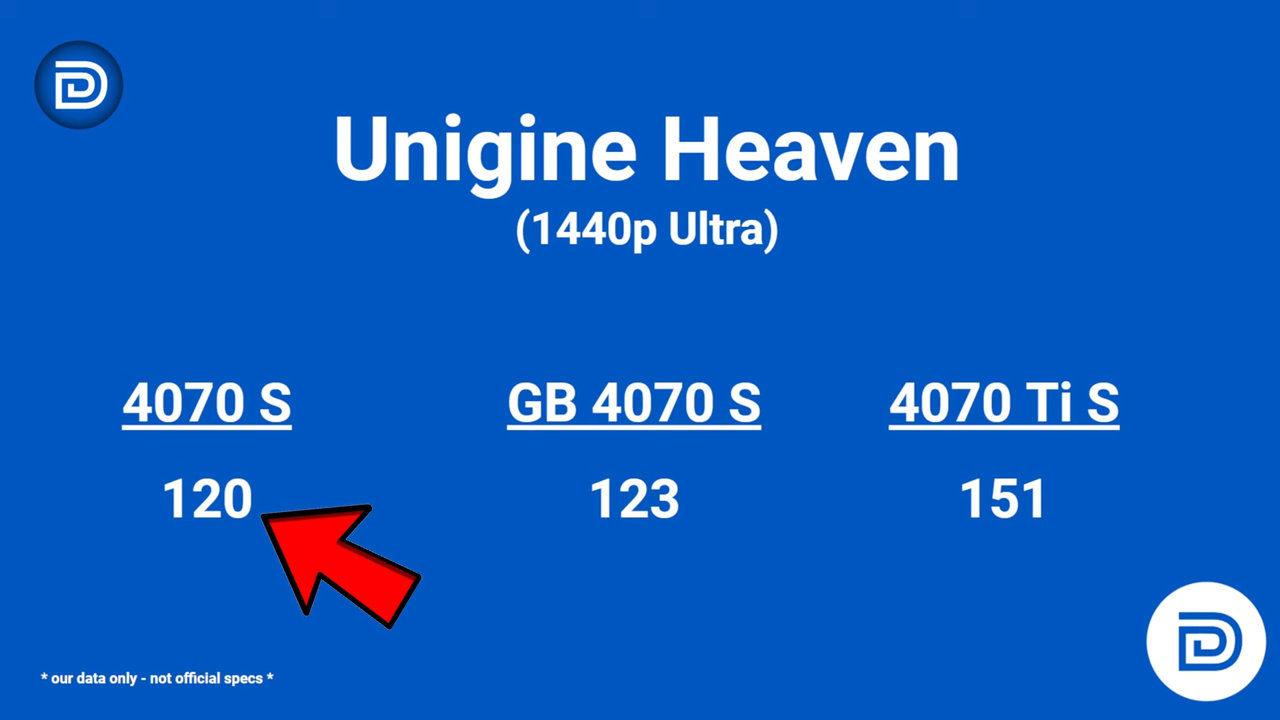 Unigine Heaven
(1440p Ultra)
4070 S GB 4070 S 4070 Ti S
120 123 151
* our data only - not official specs *